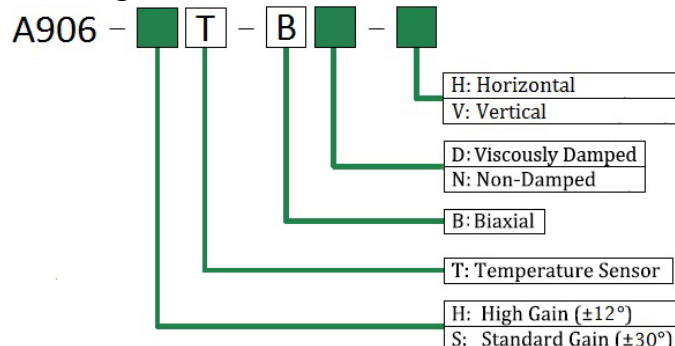 A906 - T - B -
H: Horizontal
V: Vertical
D: Viscously Damped
N: Non-Damped
B: Biaxial
T: Temperature Sensor
H: High Gain (±12°)
S: Standard Gain (±30°)